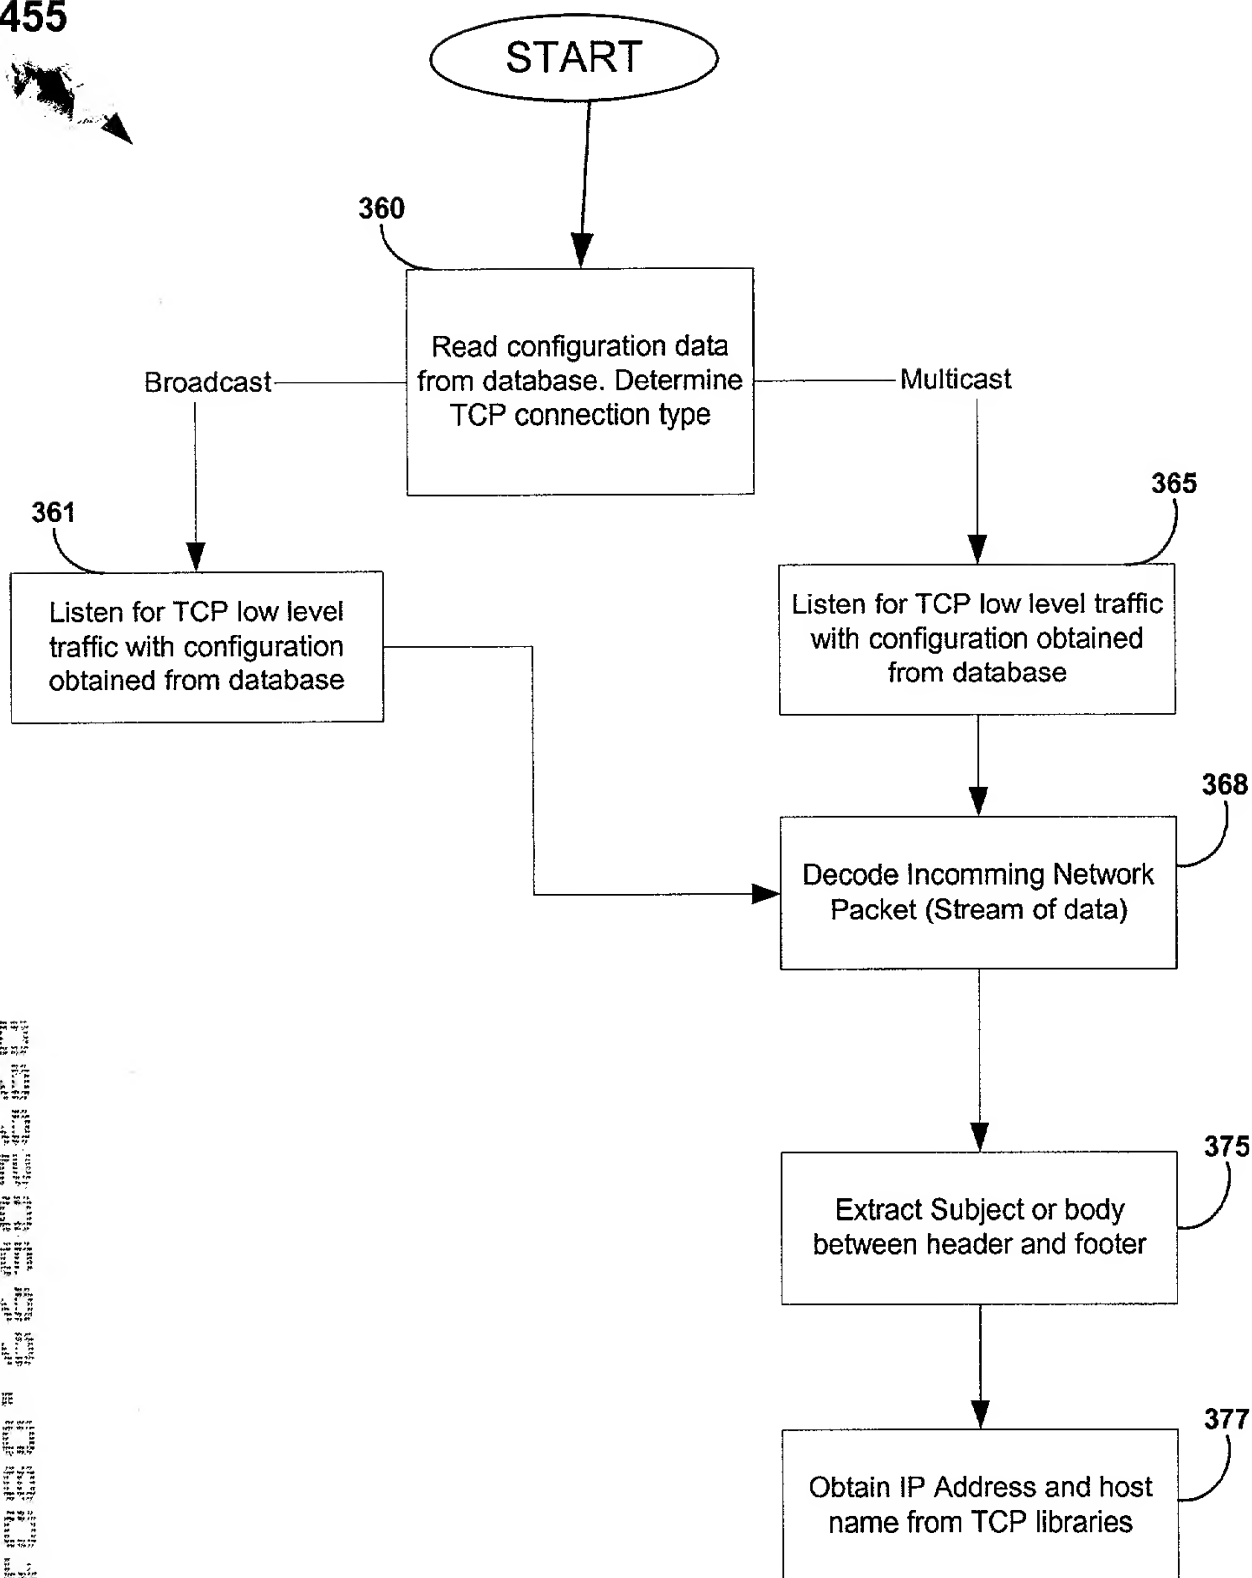 455
START
360
Read configuration data
from database. Determine
TCP connection type
Broadcast
Multicast
361
365
Listen for TCP low level
traffic with configuration
obtained from database
Listen for TCP low level traffic
with configuration obtained
from database
368
Decode Incomming Network
Packet (Stream of data)
375
Extract Subject or body
between header and footer
377
Obtain IP Address and host
name from TCP libraries